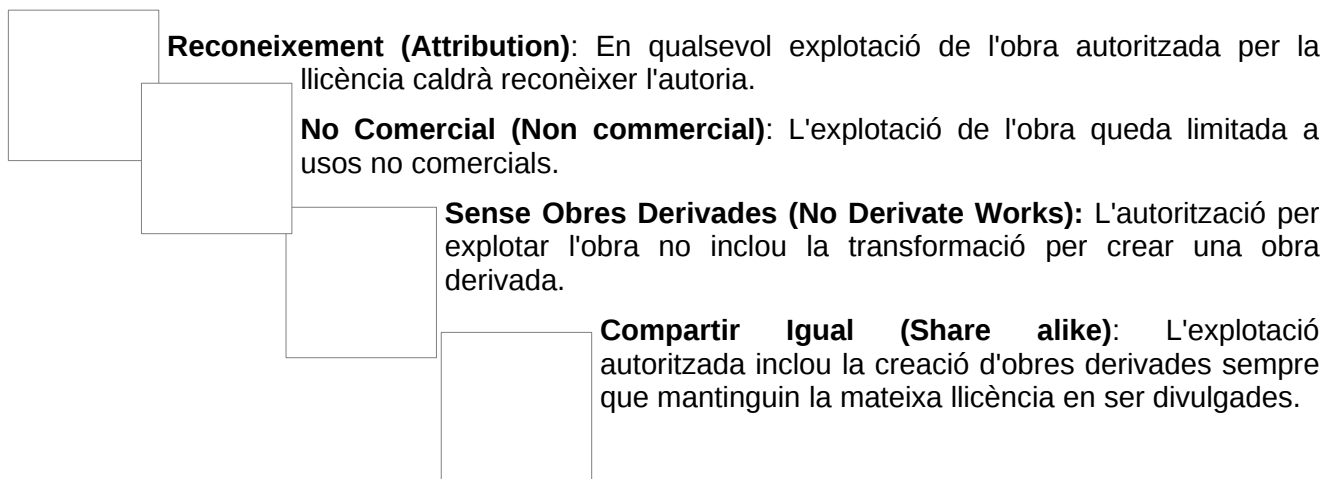 Reconeixement (Attribution): En qualsevol explotació de l'obra autoritzada per la
llicència caldrà reconèixer l'autoria.
No Comercial (Non commercial): L'explotació de l'obra queda limitada a
usos no comercials.
Sense Obres Derivades (No Derivate Works): L'autorització per
explotar l'obra no inclou la transformació per crear una obra
derivada.
Compartir Igual (Share alike): L'explotació
autoritzada inclou la creació d'obres derivades sempre
que mantinguin la mateixa llicència en ser divulgades.